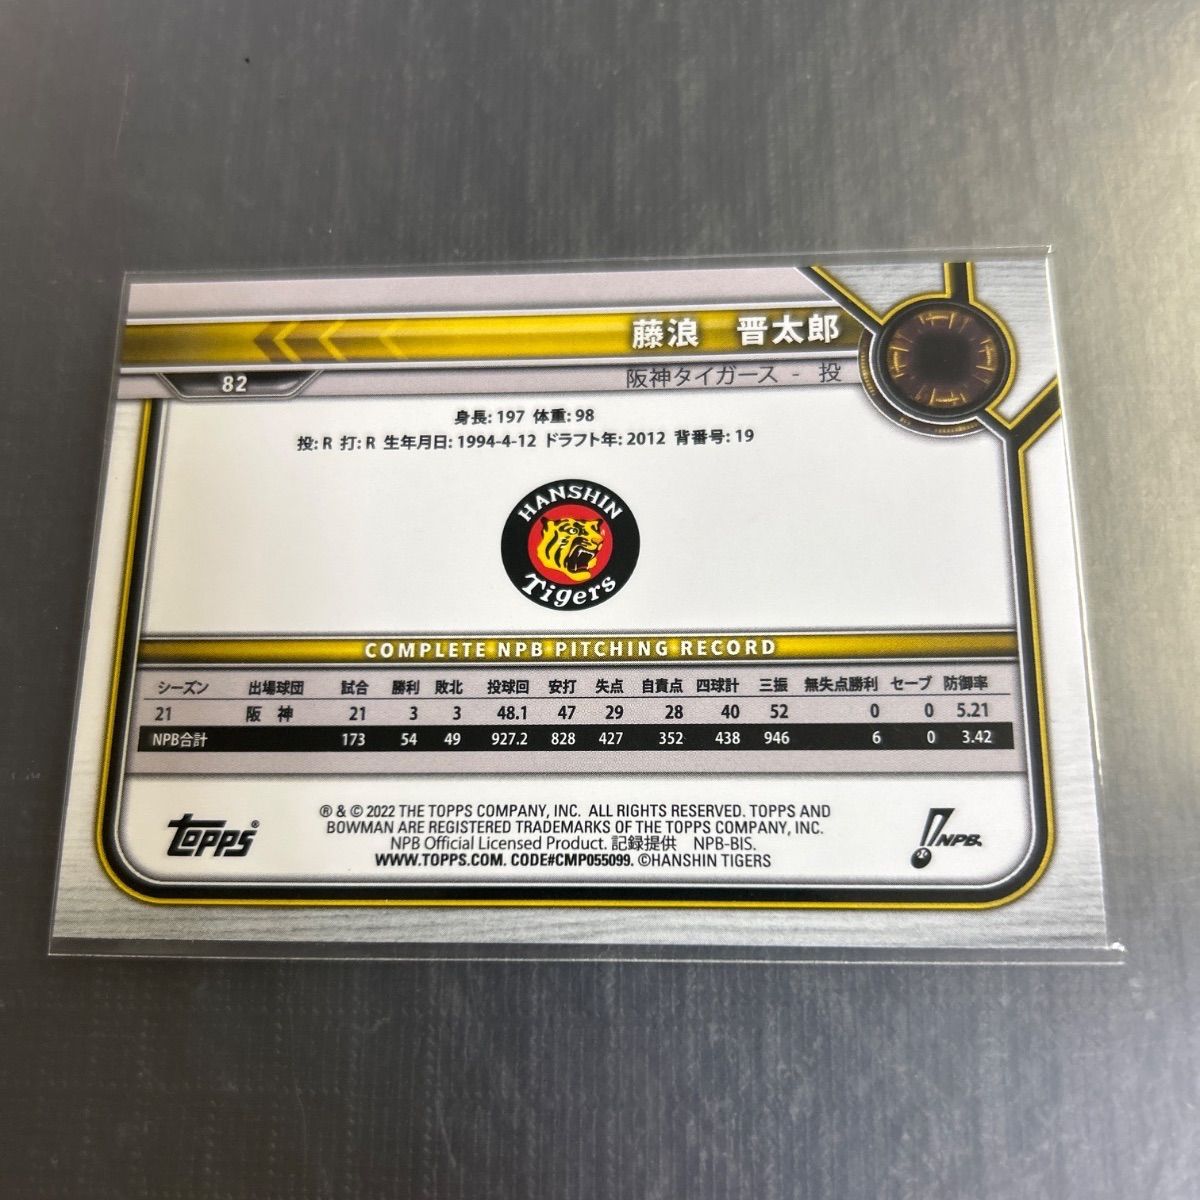 藤浪 晋太郎
82
阪神タイガース - 投
身長: 197 体重: 98
投: R 打: R 生年月日: 1994-4-12 ドラフト年: 2012 背番号: 19
HANSHIN
Tigers
COMPLETE NPB PITCHING RECORD
シーズン 出場球団 試合 勝利 敗北 投球回 安打 失点 自責点 四球計 三振 無失点勝利 セーブ 防御率
21 阪 神 21 3 3 48.1 47 29 28 40 52 0 0 5.21
NPB合計 173 54 49 927.2 828 427 352 438 946 6 0 3.42
® & © 2022 THE TOPPS COMPANY, INC. ALL RIGHTS RESERVED. TOPPS AND
BOWMAN ARE REGISTERED TRADEMARKS OF THE TOPPS COMPANY, INC.
NPB Official Licensed Product. 記録提供 NPB-BIS.
WWW.TOPPS.COM. CODE#CMP055099. ©HANSHIN TIGERS
TOPPS®
NPB